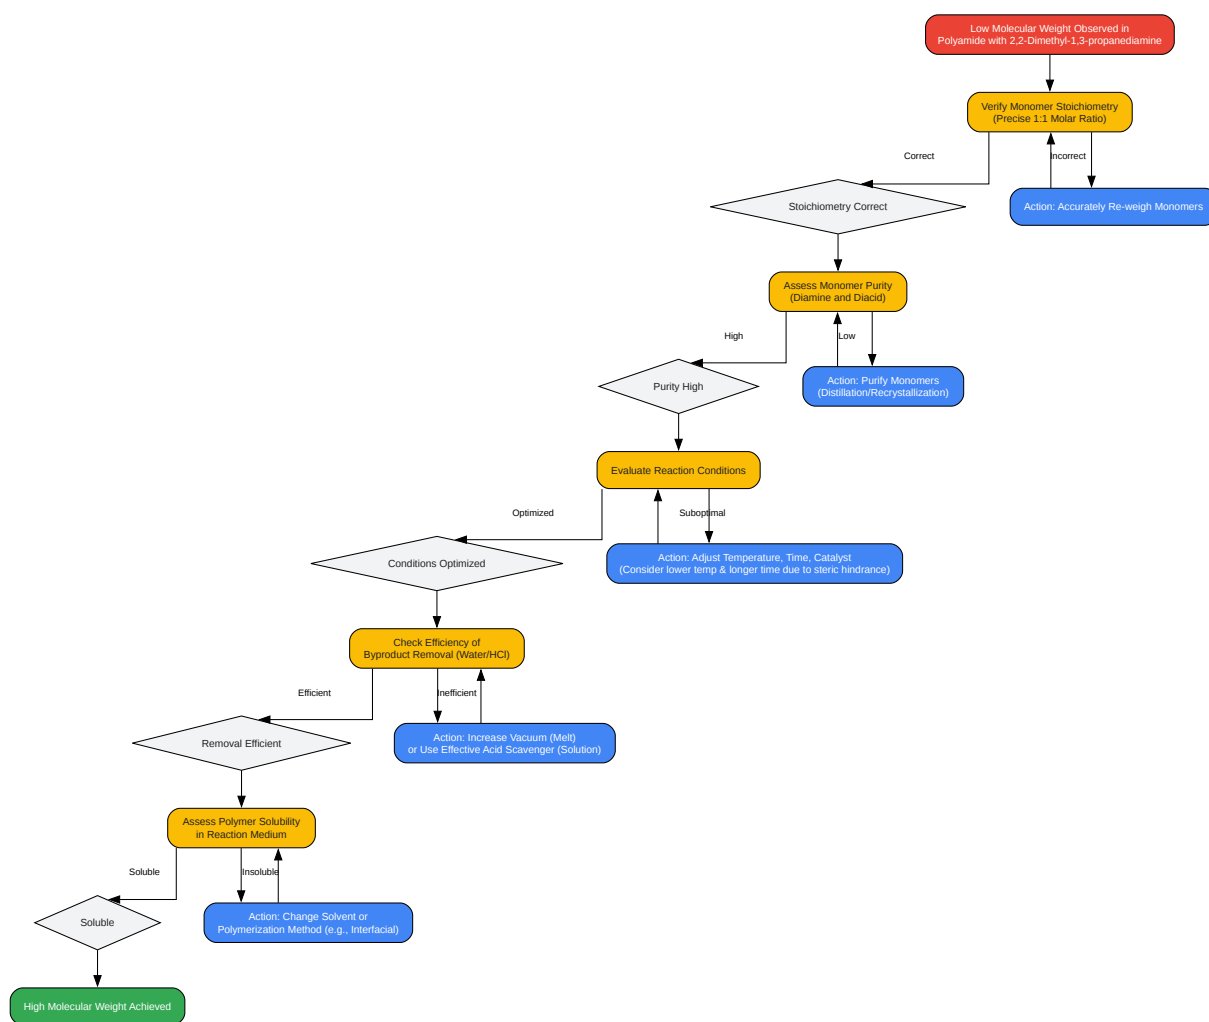 Low Molecular Weight Observed in
Polyamide with 2,2-Dimethyl-1,3-propanediamine
Verify Monomer Stoichiometry
(Precise 1:1 Molar Ratio)
Correct
Incorrect
Stoichiometry Correct
Action: Accurately Re-weigh Monomers
Assess Monomer Purity
(Diamine and Diacid)
High
Low
Purity High
Action: Purify Monomers
(Distillation/Recrystallization)
Evaluate Reaction Conditions
Optimized
Suboptimal
Conditions Optimized
Action: Adjust Temperature, Time, Catalyst
(Consider lower temp & longer time due to steric hindrance)
Check Efficiency of
Byproduct Removal (Water/HCl)
Efficient
Inefficient
Removal Efficient
Action: Increase Vacuum (Melt)
or Use Effective Acid Scavenger (Solution)
Assess Polymer Solubility
in Reaction Medium
Soluble
Insoluble
Soluble
Action: Change Solvent or
Polymerization Method (e.g., Interfacial)
High Molecular Weight Achieved